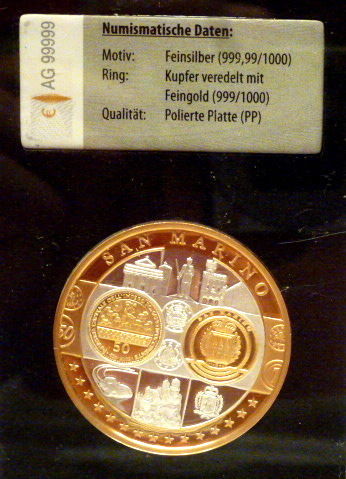 Numismatische Daten:
Motiv: Feinsilber (999,99/1000)
Ring: Kupfer veredelt mit
Feingold (999/1000)
Qualität: Polierte Platte (PP)
€ AG 99999
SAN MARINO
50